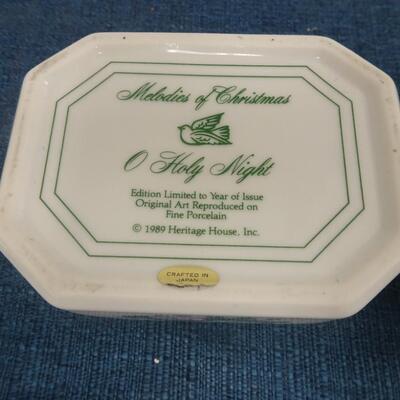 Melodies of Christmas
O Holy Night
Edition Limited to Year of Issue
Original Art Reproduced on
Fine Porcelain
© 1989 Heritage House, Inc.
CRAFTED IN
JAPAN